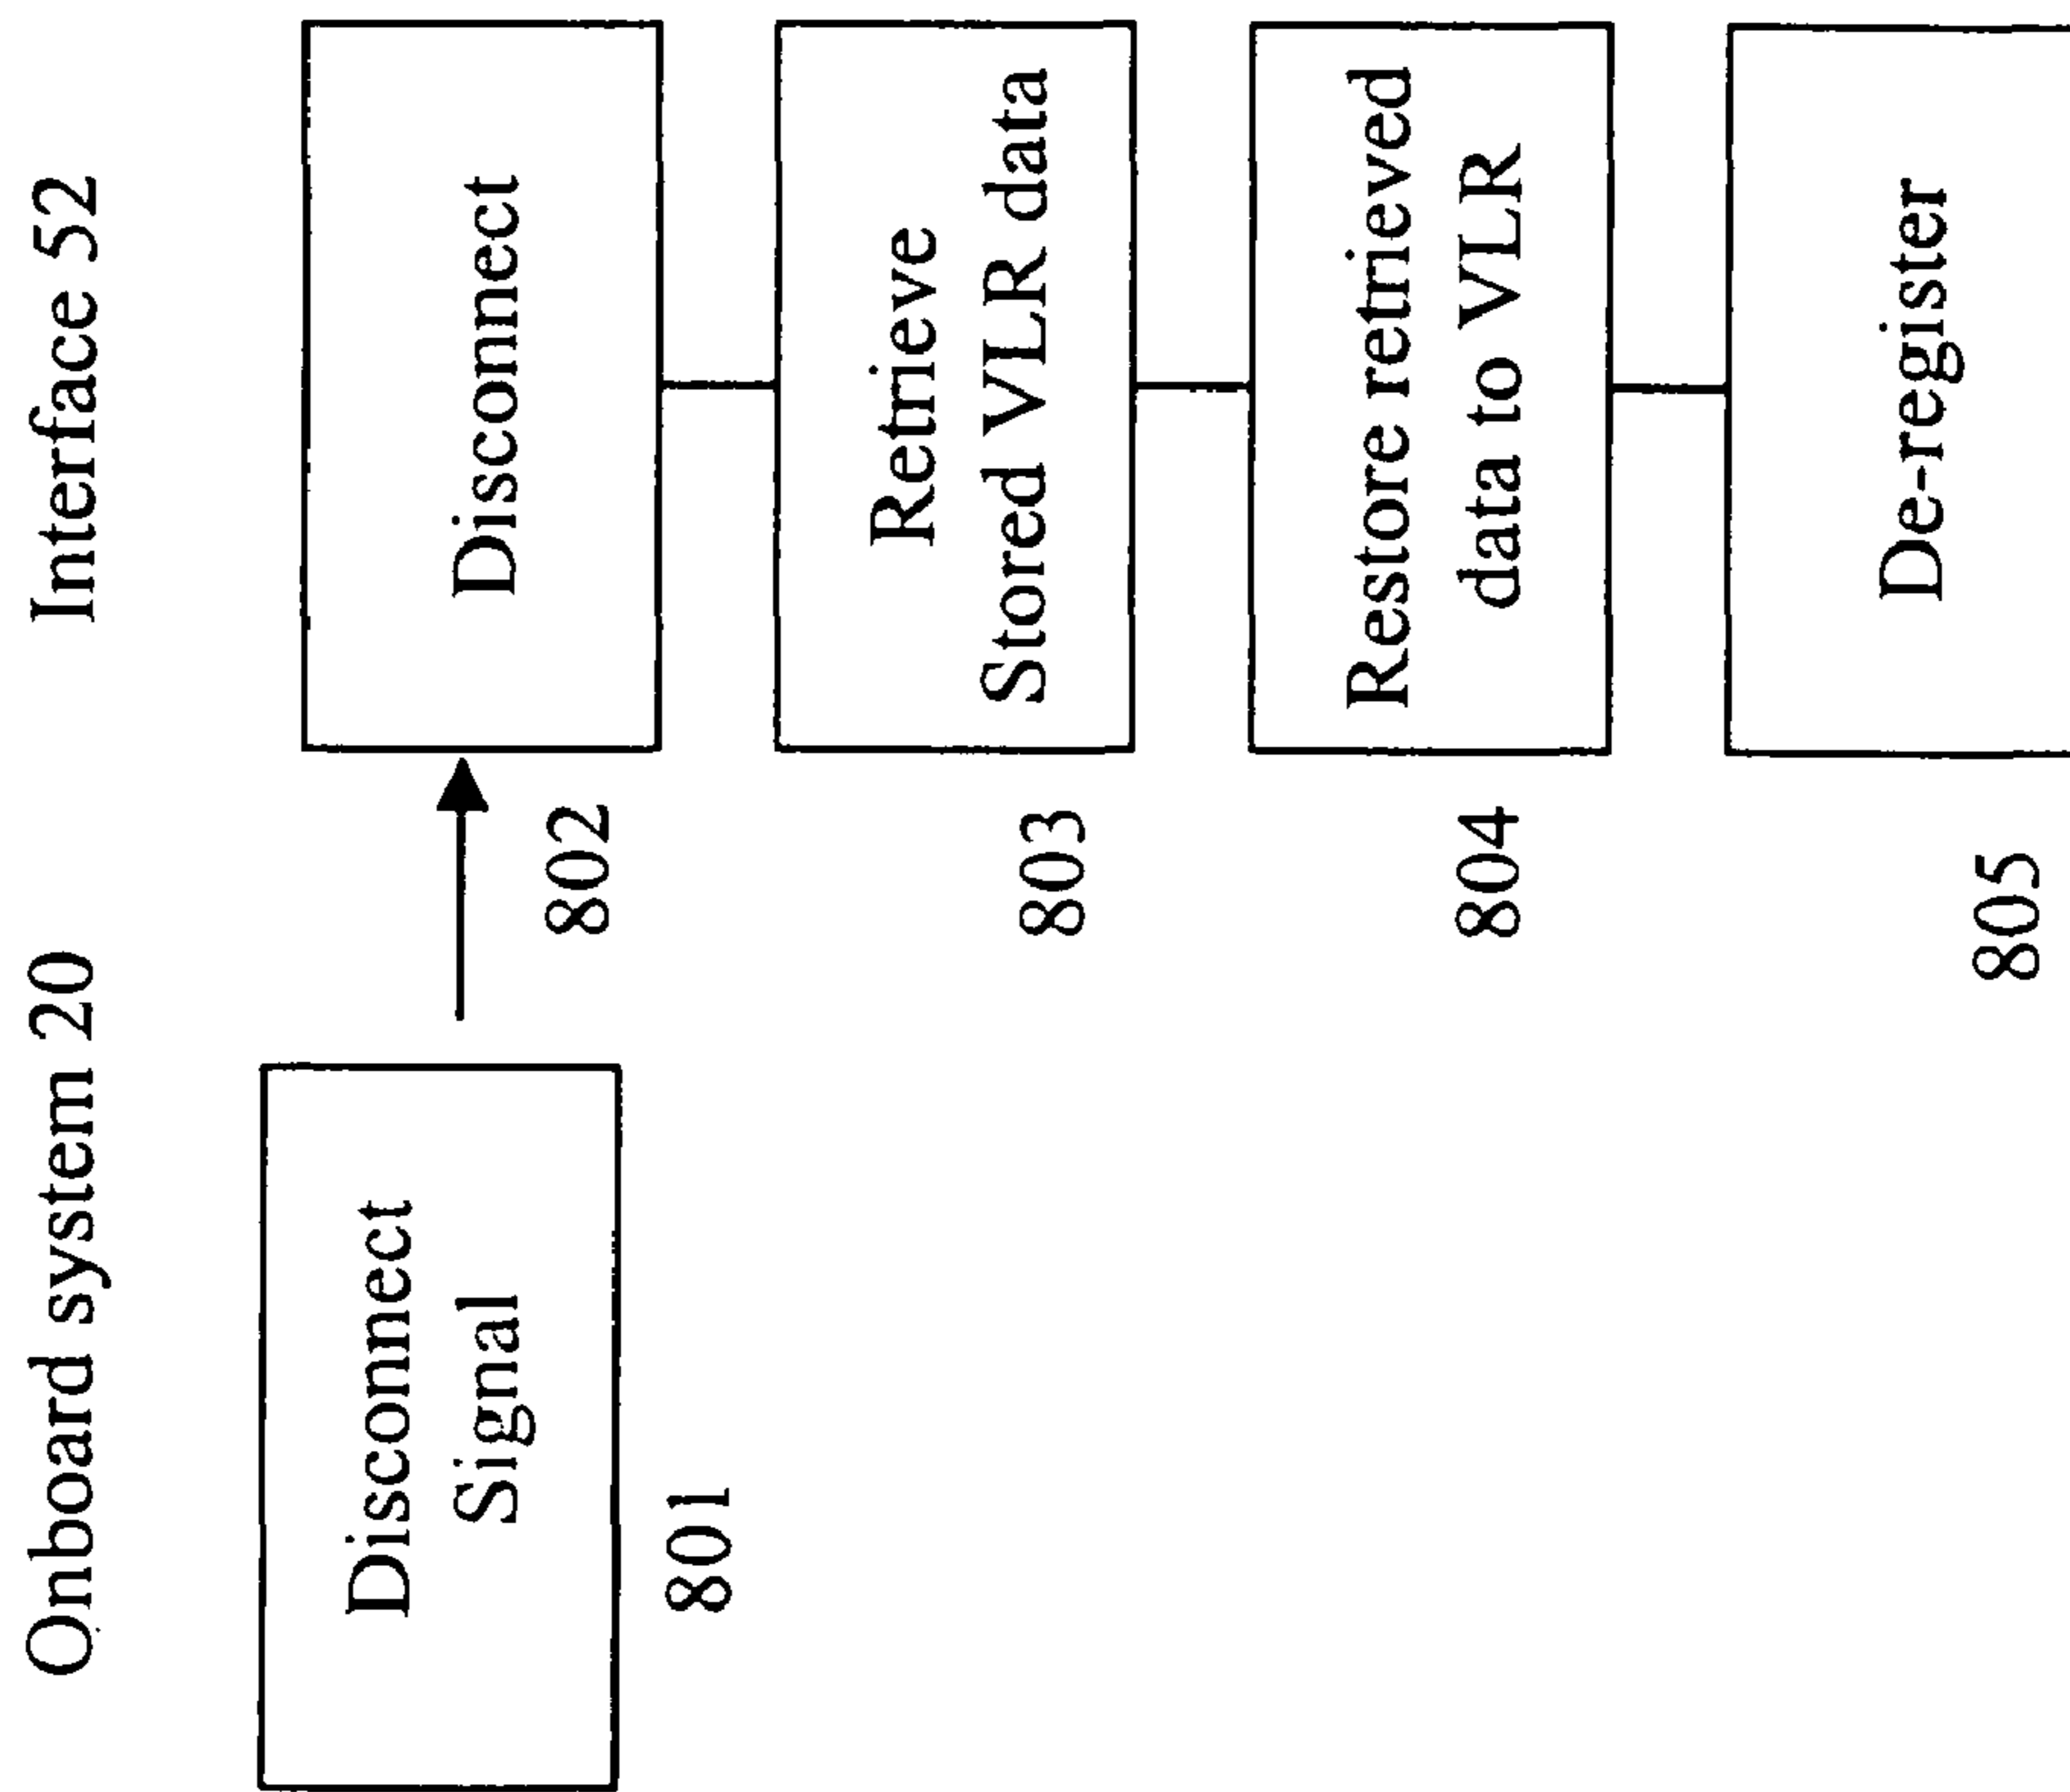 Onboard system 20
Interface 52
Disconnect
Signal
801
Disconnect
802
Retrieve
Stored VLR data
803
Restore retrieved
data to VLR
804
De-register
805